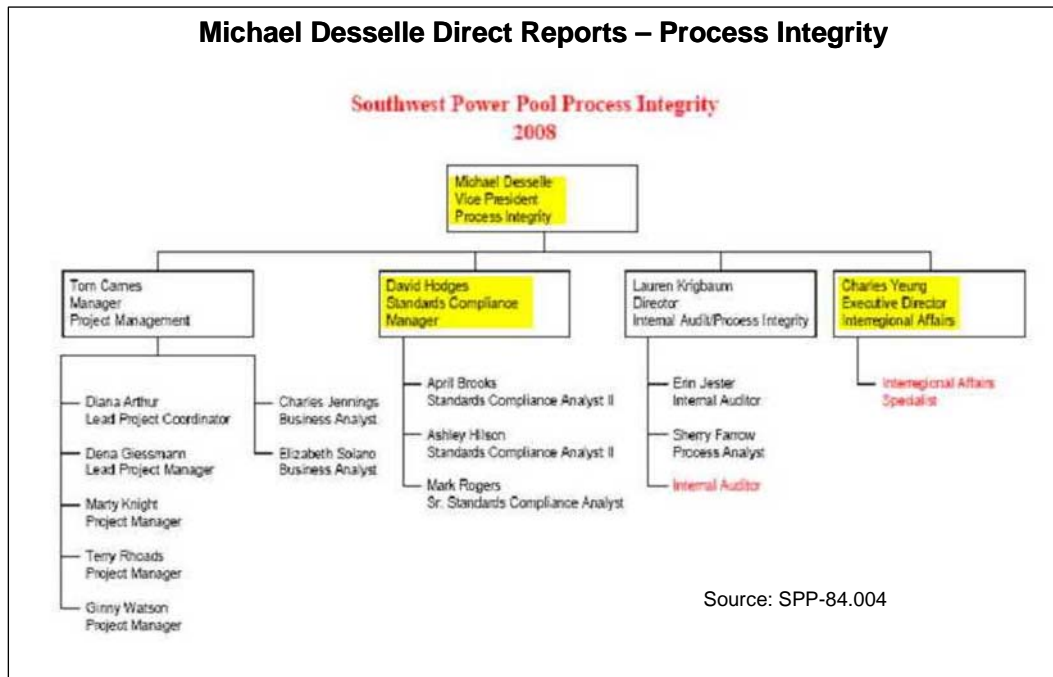 Michael Desselle Direct Reports – Process Integrity
Southwest Power Pool Process Integrity
2008
Michael Desselle
Vice President
Process Integrity
Tom Cames
Manager
Project Management
David Hodges
Standards Compliance
Manager
Lauren Krigbaum
Director
Internal Audit/Process Integrity
Charles Yeung
Executive Director
Interregional Affairs
Diana Arthur
Lead Project Coordinator
Dena Giessmann
Lead Project Manager
Marty Knight
Project Manager
Terry Rhoads
Project Manager
Ginny Watson
Project Manager
Charles Jennings
Business Analyst
Elizabeth Solano
Business Analyst
April Brooks
Standards Compliance Analyst II
Ashley Hilson
Standards Compliance Analyst II
Mark Rogers
Sr. Standards Compliance Analyst
Erin Jester
Internal Auditor
Sherry Farrow
Process Analyst
Internal Auditor
Interregional Affairs
Specialist
Source: SPP-84.004